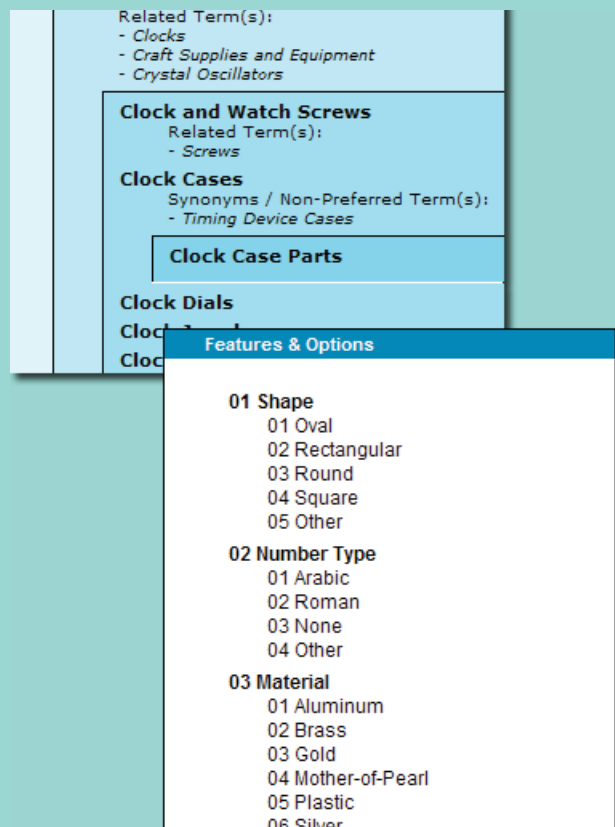 Related Term(s):
- Clocks
- Craft Supplies and Equipment
- Crystal Oscillators
Clock and Watch Screws
Related Term(s):
- Screws
Clock Cases
Synonyms / Non-Preferred Term(s):
- Timing Device Cases
Clock Case Parts
Clock Dials
Features & Options
01 Shape
01 Oval
02 Rectangular
03 Round
04 Square
05 Other
02 Number Type
01 Arabic
02 Roman
03 None
04 Other
03 Material
01 Aluminum
02 Brass
03 Gold
04 Mother-of-Pearl
05 Plastic
06 Silver